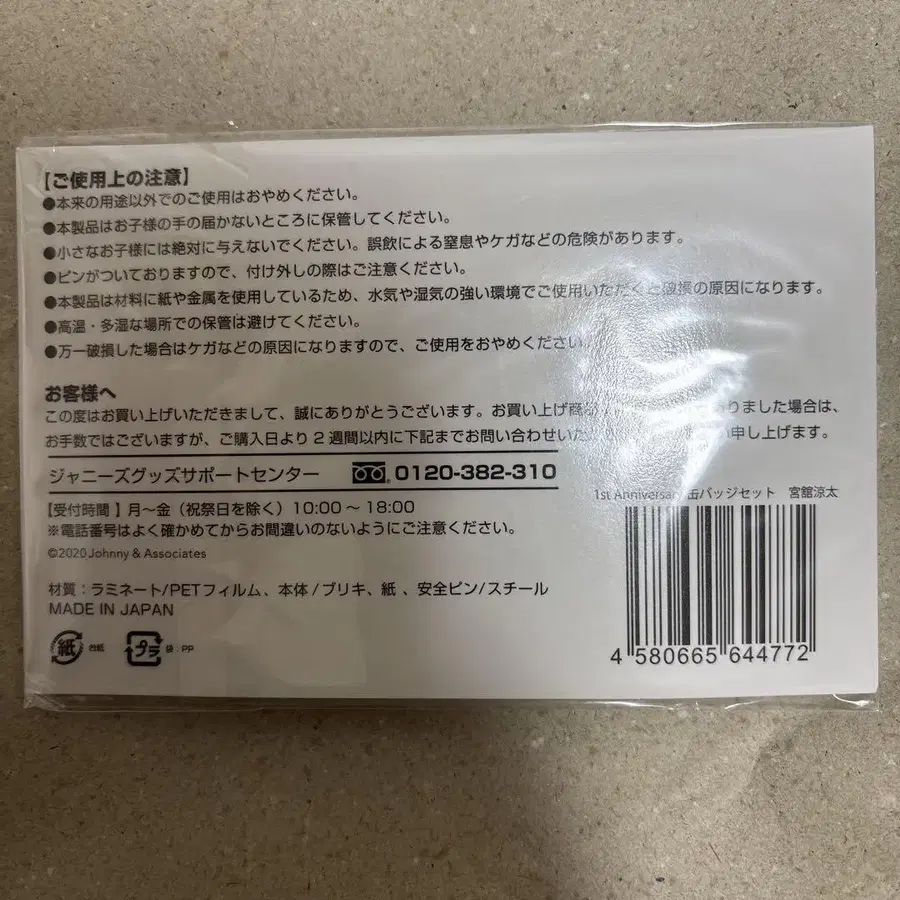 【ご使用上の注意】
●本来の用途以外でのご使用はおやめください。
●本製品はお子様の手の届かないところに保管してください。
●小さなお子様には絶対に与えないでください。誤飲による窒息やケガなどの危険があります。
●ピンがついておりますので、付け外しの際はご注意ください。
●本製品は材料に紙や金属を使用しているため、水気や湿気の強い環境でご使用いただくと破損の原因になります。
●高温・多湿な場所での保管は避けてください。
●万一破損した場合はケガなどの原因になりますので、ご使用をおやめください。
お客様へ
この度はお買い上げいただきまして、誠にありがとうございます。お買い上げ商 ありました場合は、
お手数ではございますが、ご購入日より2週間以内に下記までお問い合わせいた 申し上げます。
ジャニーズグッズサポートセンター 0120-382-310
【受付時間】月〜金（祝祭日を除く）10:00〜18:00
※電話番号はよく確かめてからお間違いのないようにご注意ください。
©2020 Johnny & Associates
1st Anniversary 缶バッジセット 宮舘涼太
材質：ラミネート/PETフィルム、本体/ブリキ、紙、安全ピン/スチール
MADE IN JAPAN
紙 台紙 プラ 袋：PP
4 580665 644772